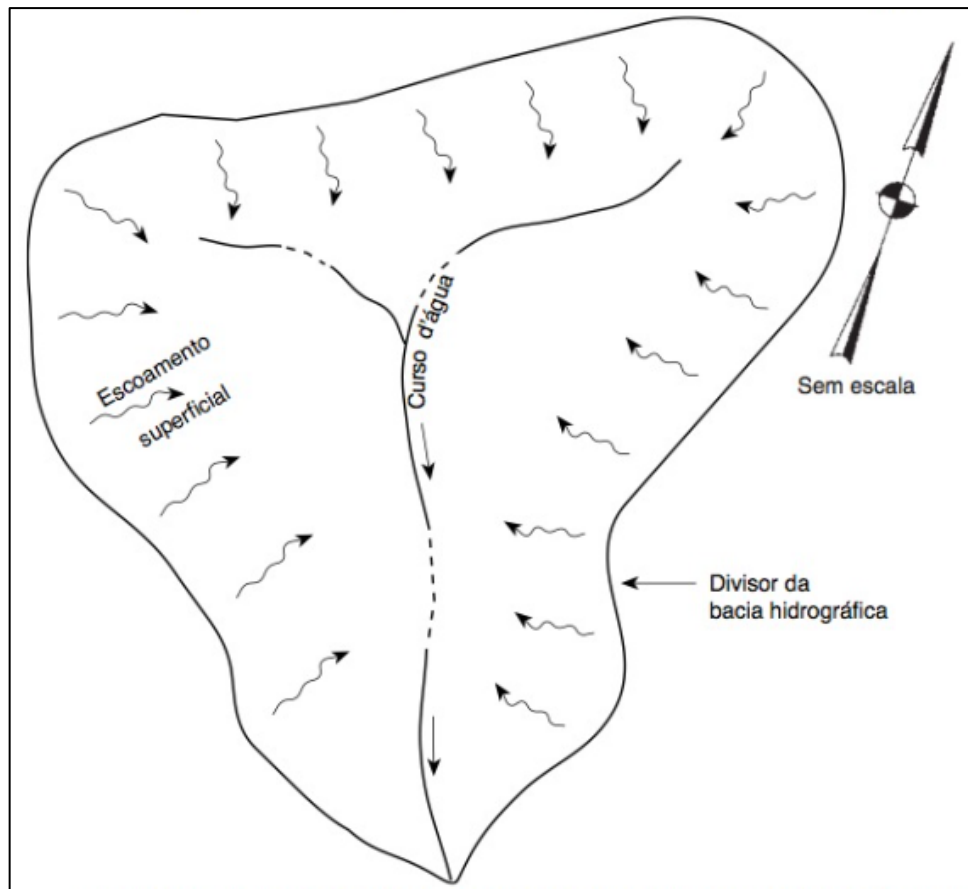 Escoamento
superficial
Curso d'água
Sem escala
Divisor da
bacia hidrográfica